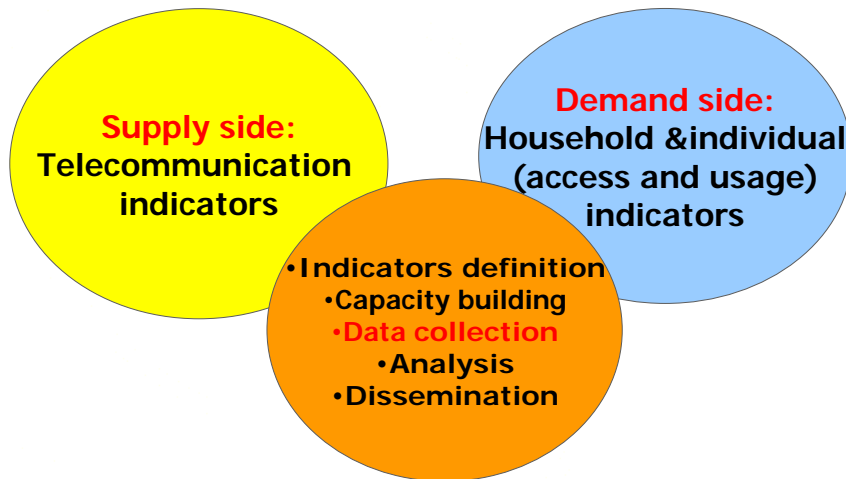 Supply side:
Telecommunication
indicators
Demand side:
Household &individual
(access and usage)
indicators
•Indicators definition
•Capacity building
•Data collection
•Analysis
•Dissemination